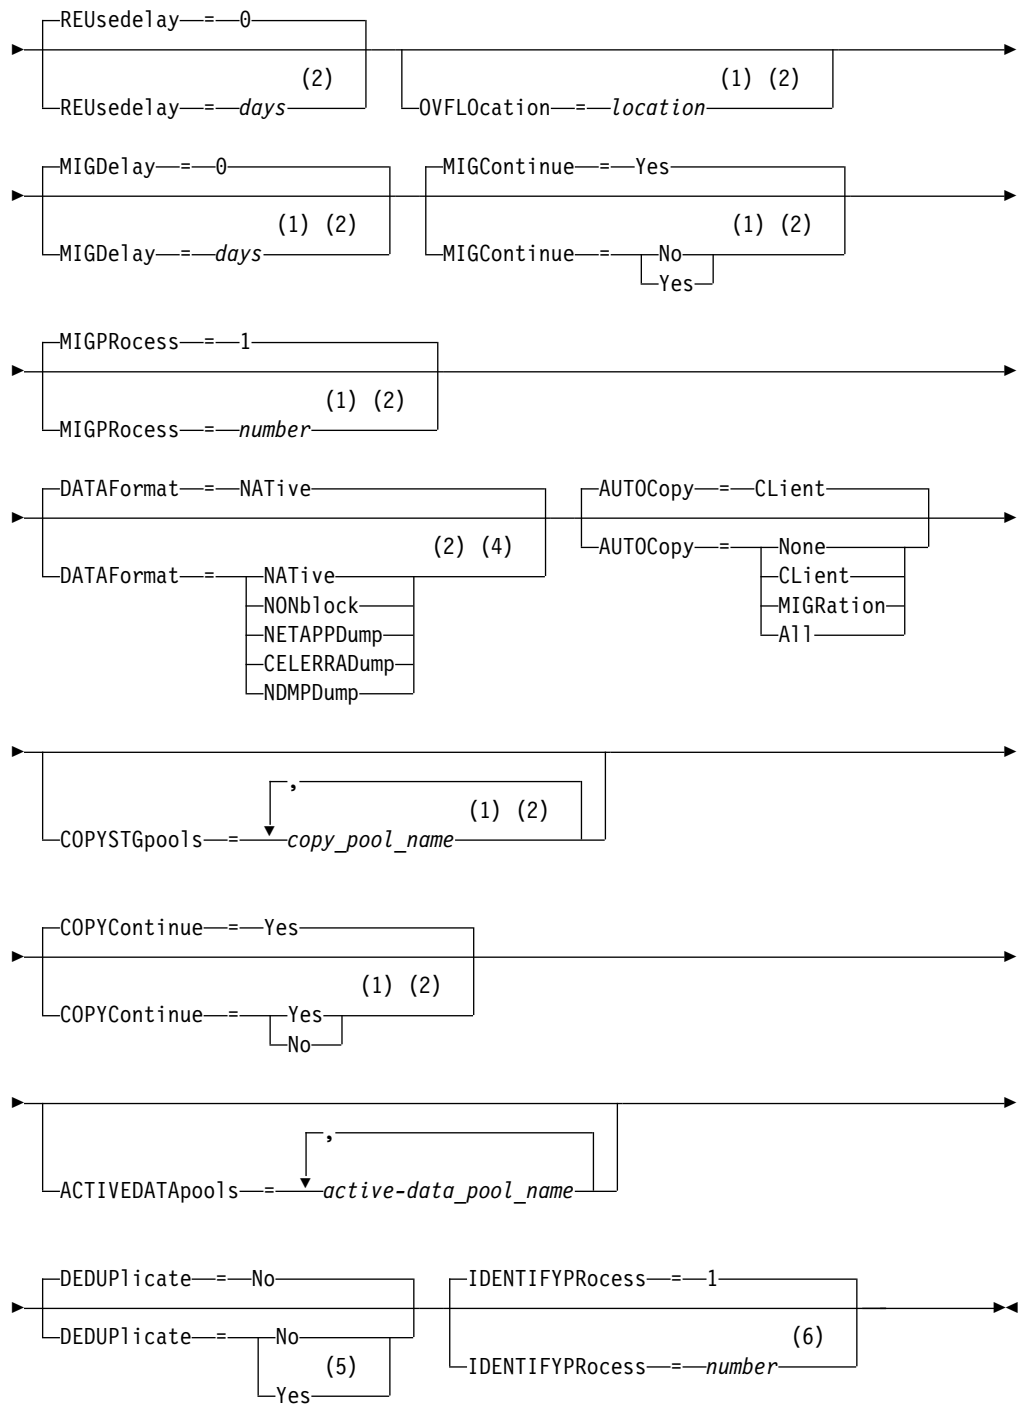 REUsedelay = 0
(2)
REUsedelay = days
(1) (2)
OVFLOcation = location
MIGDelay = 0
(1) (2)
MIGDelay = days
MIGContinue = Yes
(1) (2)
MIGContinue = No
Yes
MIGPRocess = 1
(1) (2)
MIGPRocess = number
DATAFormat = NATive
(2) (4)
DATAFormat = NATive
NONblock
NETAPPDump
CELERRADump
NDMPDump
AUTOCopy = CLient
AUTOCopy = None
CLient
MIGRation
All
,
(1) (2)
COPYSTGpools = copy_pool_name
COPYContinue = Yes
(1) (2)
COPYContinue = Yes
No
,
ACTIVEDATApools = active-data_pool_name
DEDUPlicate = No
DEDUPlicate = No
(5)
Yes
IDENTIFYPRocess = 1
(6)
IDENTIFYPRocess = number